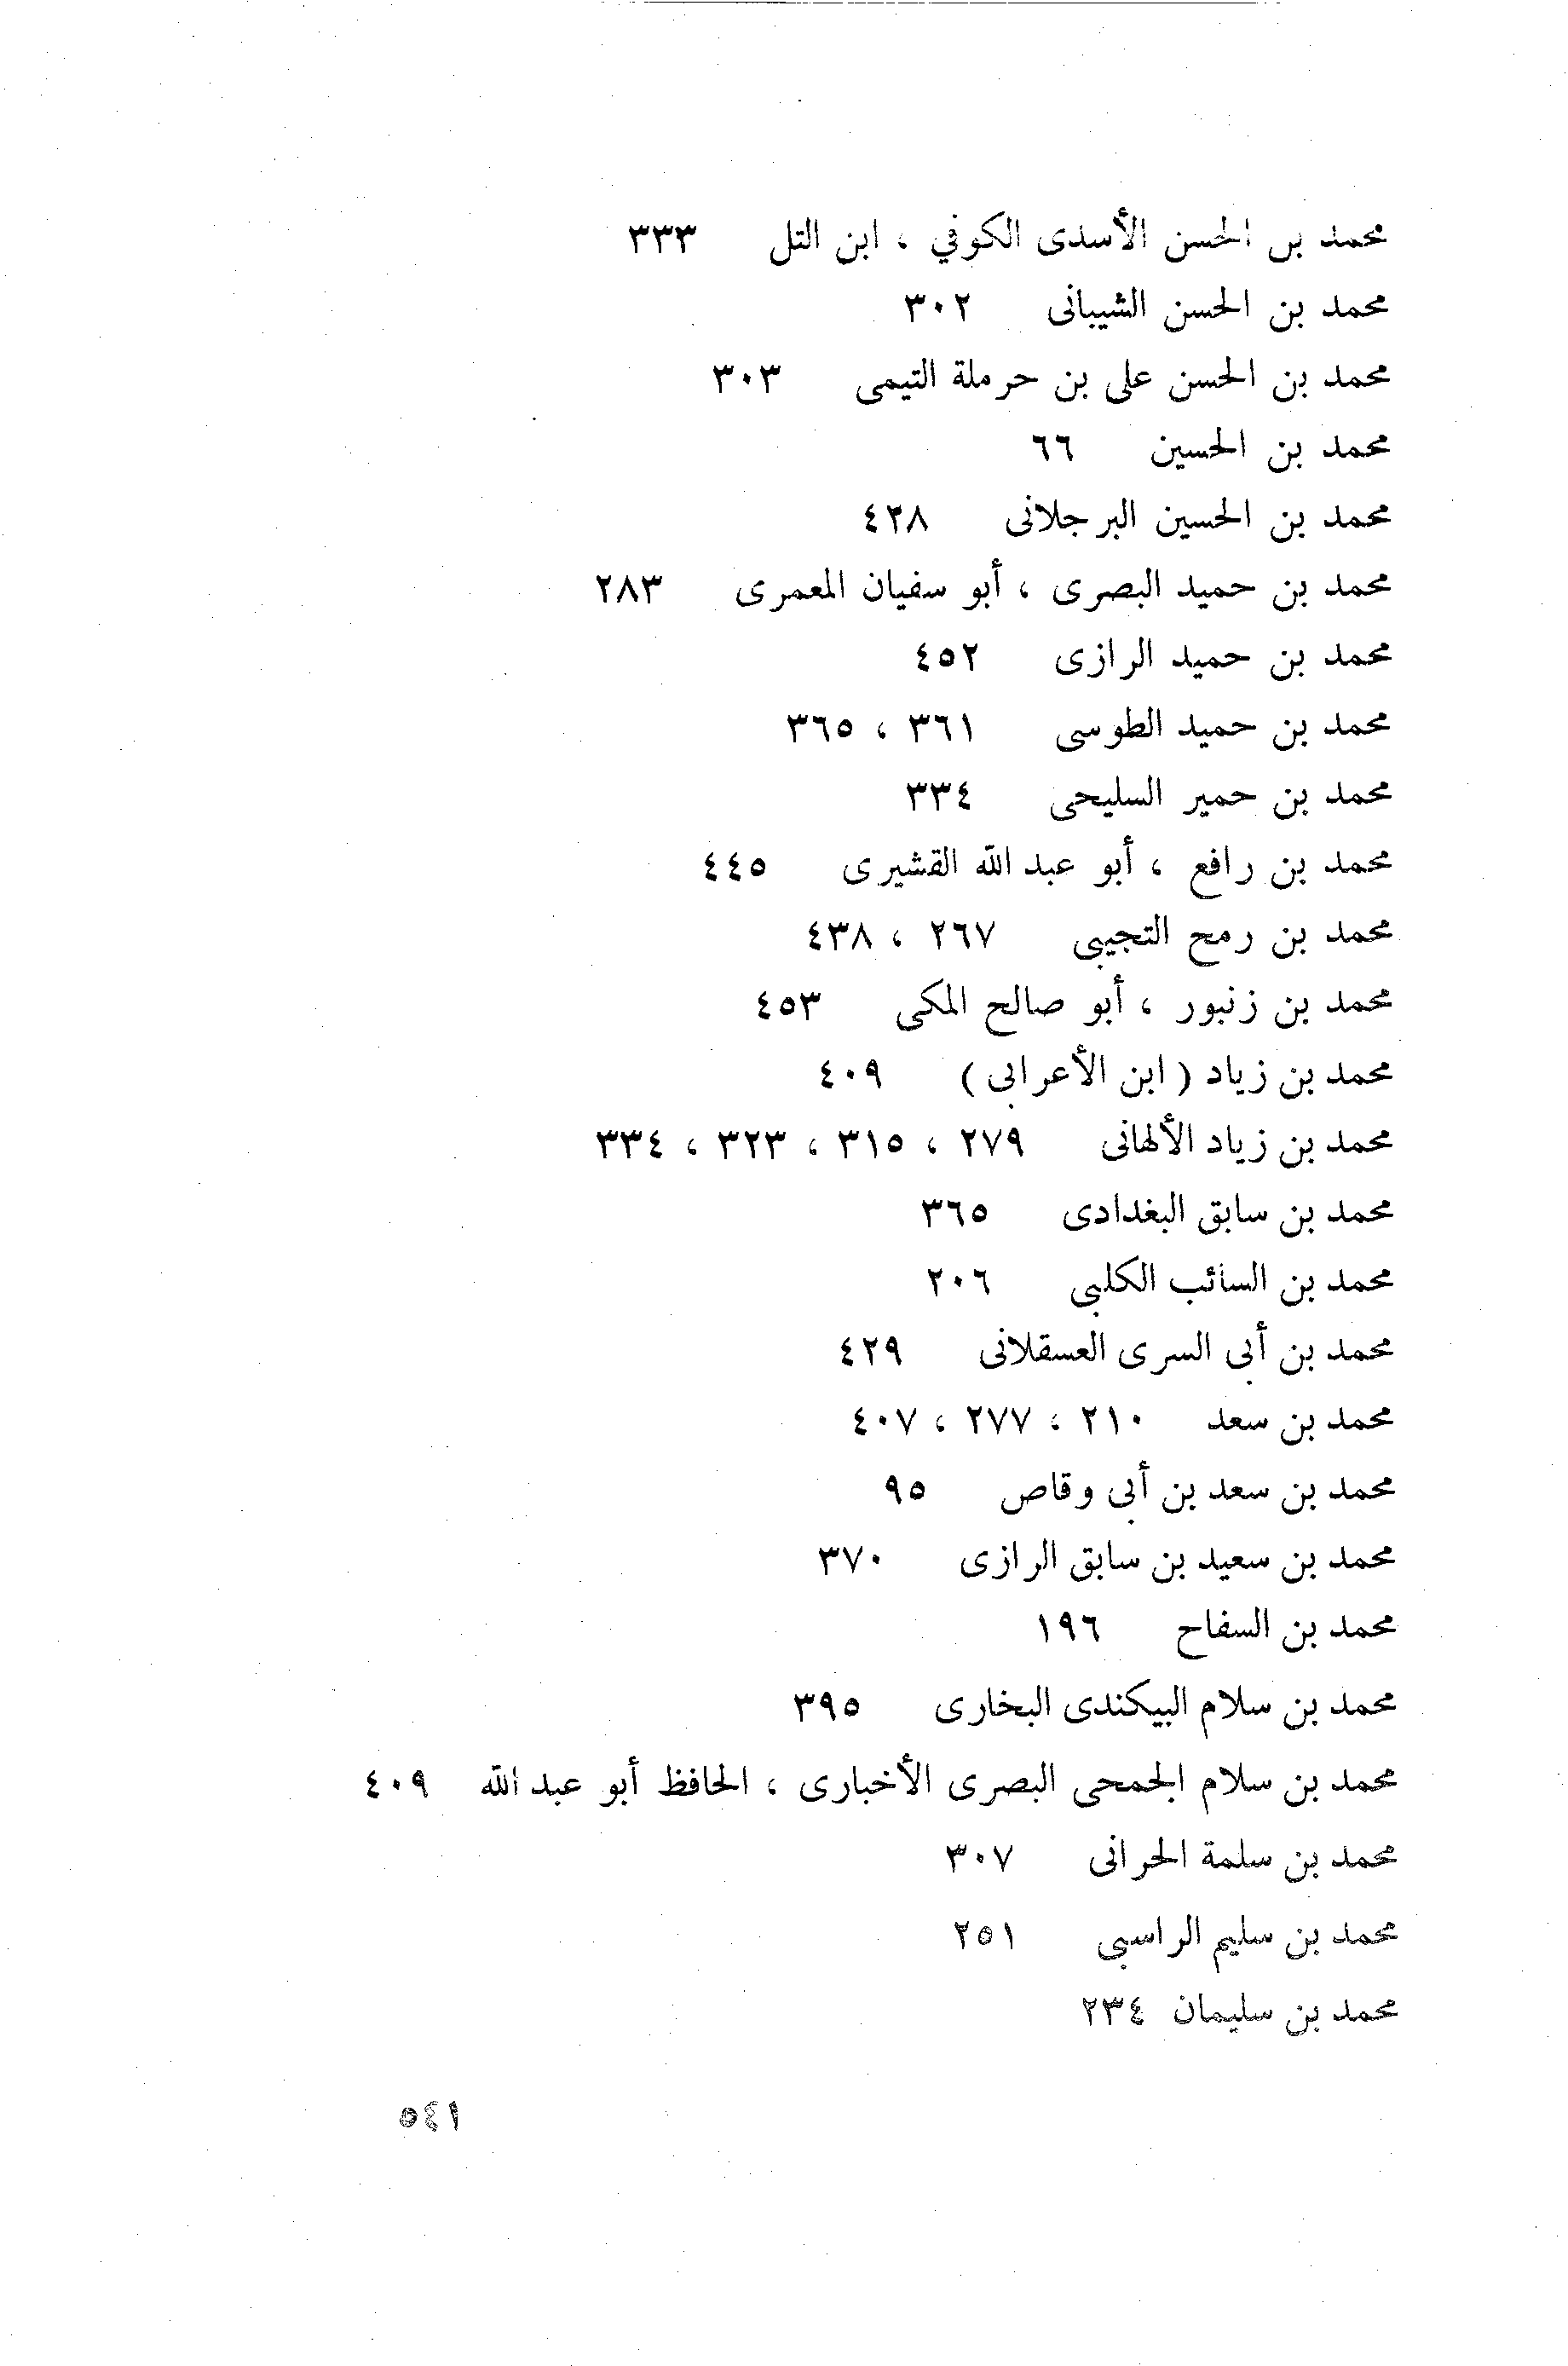 محمد بن الحسن الأسدى الكوفي ، ابن التل ٣٣٣
محمد بن الحسن الشيبانى ٣٠٢
محمد بن الحسن على بن حرملة التيمى ٣٠٣
محمد بن الحسين ٦٦
محمد بن الحسين البرجلانى ٤٢٨
محمد بن حميد البصرى ، أبو سفيان المعمرى ٢٨٣
محمد بن حميد الرازى ٤٥٢
محمد بن حميد الطوسى ٣٦١ ، ٣٦٥
محمد بن حمير السليحى ٣٣٤
محمد بن رافع ، أبو عبد الله القشيرى ٤٤٥
محمد بن رمح التجيبى ٢٦٧ ، ٤٣٨
محمد بن زنبور ، أبو صالح المكى ٤٥٣
محمد بن زياد ( ابن الأعرابى ) ٤٠٩
محمد بن زياد الألهانى ٢٧٩ ، ٣١٥ ، ٣٢٣ ، ٣٣٤
محمد بن سابق البغدادى ٣٦٥
محمد بن السائب الكلبى ٢٠٦
محمد بن أبى السرى العسقلانى ٤٢٩
محمد بن سعد ٢١٠ ، ٢٧٧ ، ٤٠٧
محمد بن سعد بن أبى وقاص ٩٥
محمد بن سعيد بن سابق الرازى ٣٧٠
محمد بن السفاح ١٩٦
محمد بن سلام البيكندى البخارى ٣٩٥
محمد بن سلام الجمحى البصرى الأخبارى ، الحافظ أبو عبد الله ٤٠٩
محمد بن سلمة الحرانى ٣٠٧
محمد بن سليم الراسبى ٢٥١
محمد بن سليمان ٢٣٤
٥٤١